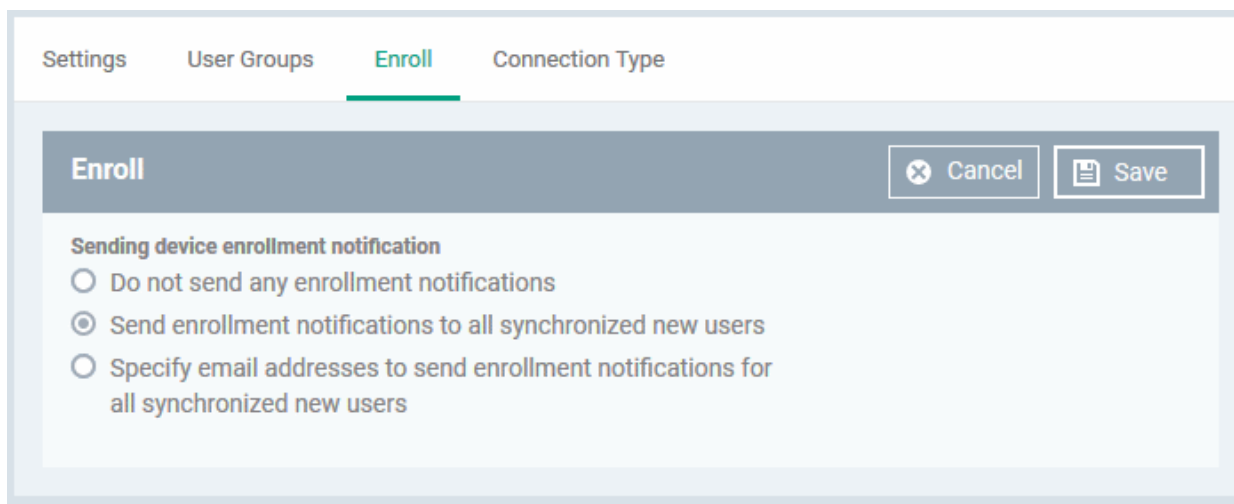 Settings User Groups Enroll Connection Type
Enroll Cancel Save
Sending device enrollment notification
Do not send any enrollment notifications
Send enrollment notifications to all synchronized new users
Specify email addresses to send enrollment notifications for
all synchronized new users